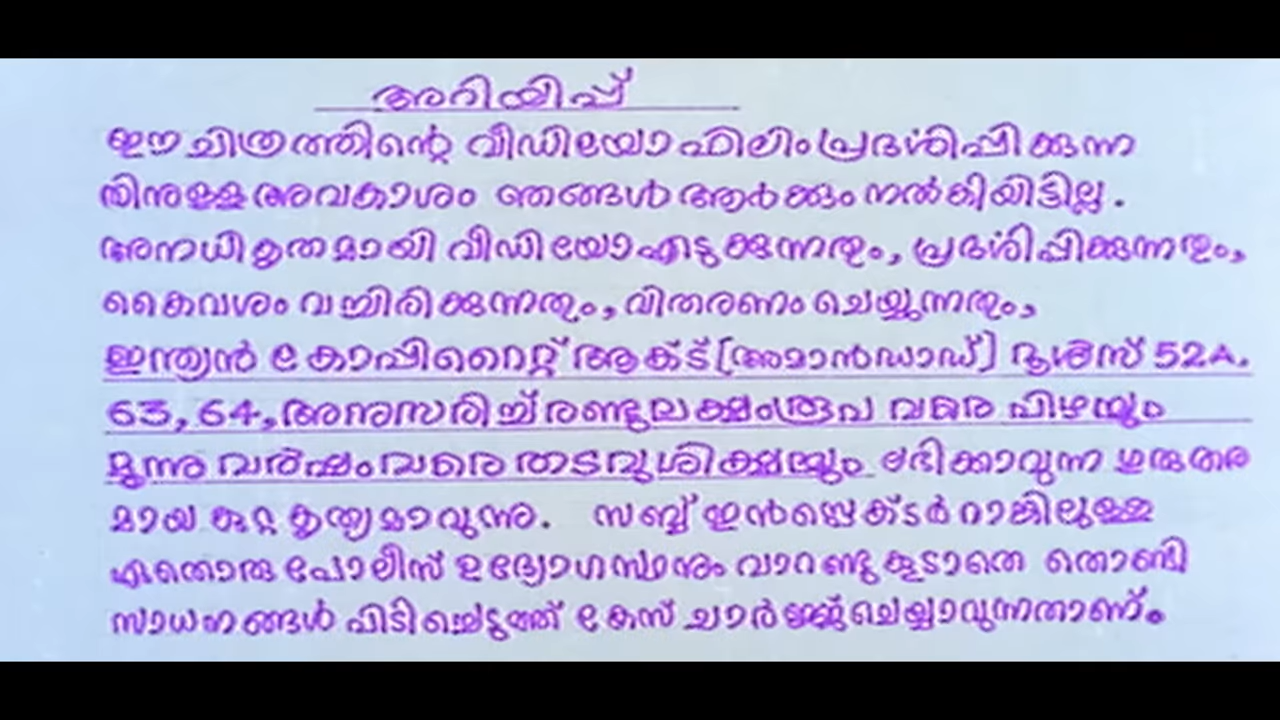 അറിയിപ്പ്
ഈ ചിത്രത്തിന്റെ വീഡിയോ ഫിലിം പ്രദർശിപ്പിക്കുന്ന
തിനുള്ള അവകാശം ഞങ്ങൾ ആർക്കും നൽകിയിട്ടില്ല.
അനധികൃതമായി വീഡിയോ എടുക്കുന്നതും, പ്രദർശിപ്പിക്കുന്നതും,
കൈവശം വച്ചിരിക്കുന്നതും, വിതരണം ചെയ്യുന്നതും,
ഇന്ത്യൻ കോപ്പിറൈറ്റ് ആക്ട് [അമാൻഡാഡ്] റൂൾസ് 52A.
63, 64, അനുസരിച്ച് രണ്ടു ലക്ഷം രൂപ വരെ പിഴയും
മൂന്നു വർഷം വരെ തടവുശിക്ഷയും ലഭിക്കാവുന്ന ഗുരുതര
മായ കുറ്റകൃത്യമാവുന്നു. സബ്ബ് ഇൻസ്പെക്ടർ റാങ്കിലുള്ള
ഏതൊരു പോലീസ് ഉദ്യോഗസ്ഥനും വാറണ്ടു കൂടാതെ തൊണ്ടി
സാധനങ്ങൾ പിടിച്ചെടുത്ത് കേസ് ചാർജ്ജ് ചെയ്യാവുന്നതാണ്.